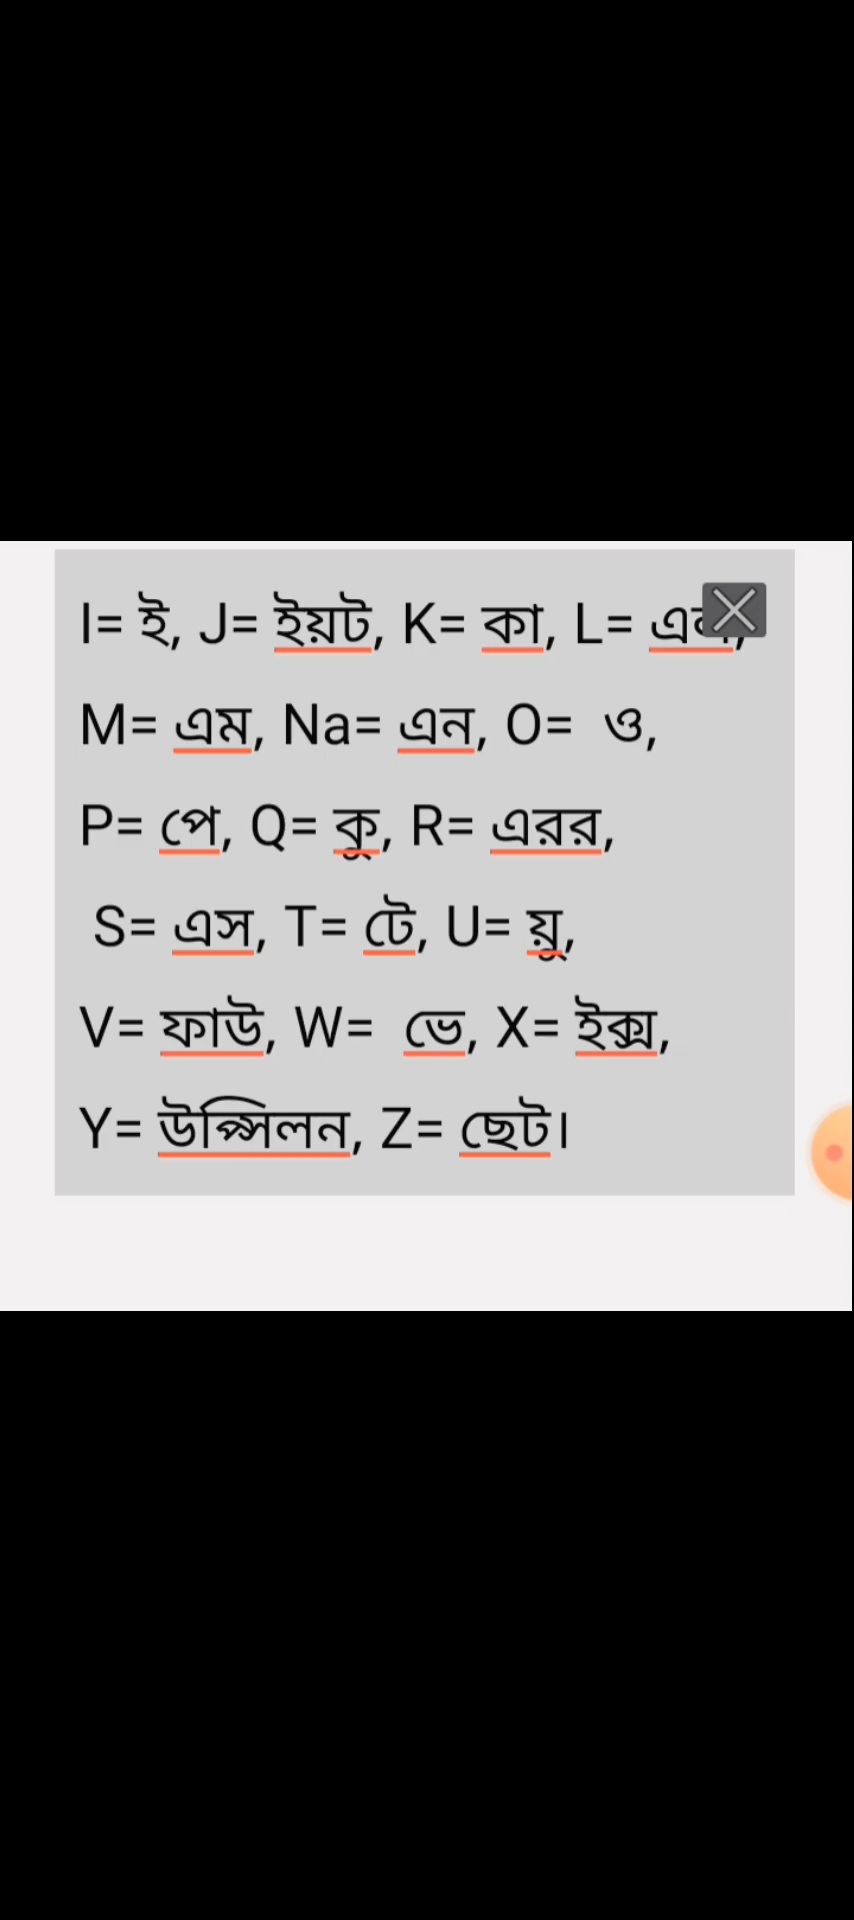 I= ই, J= ইয়ট, K= কা, L=
M= এম, Na= এন, O= ও,
P= পে, Q= কু, R= এরর,
S= এস, T= টে, U= য়ু,
V= ফাউ, W= ভে, X= ইক্স,
Y= উপ্সিলন, Z= ছেট।